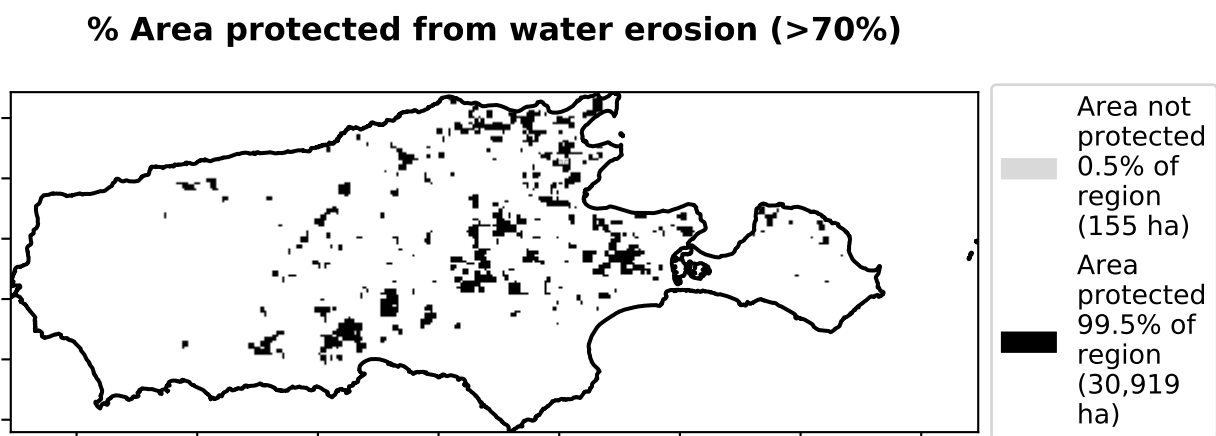 % Area protected from water erosion (>70%)
Area not
protected
0.5% of
region
(155 ha)
Area
protected
99.5% of
region
(30,919
ha)